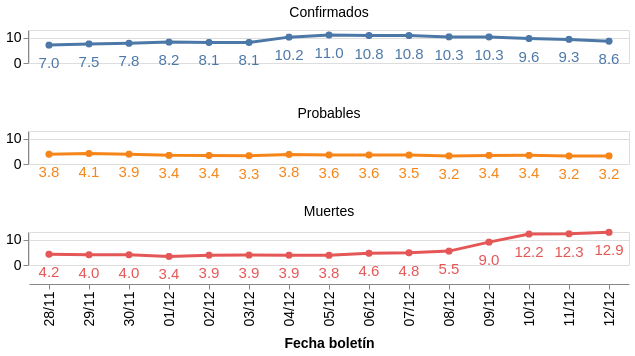 Confirmados
10
0
7.0 7.5 7.8 8.2 8.1 8.1 10.2 11.0 10.8 10.8 10.3 10.3 9.6 9.3 8.6
Probables
10
0
3.8 4.1 3.9 3.4 3.4 3.3 3.8 3.6 3.6 3.5 3.2 3.4 3.4 3.2 3.2
Muertes
10
0
4.2 4.0 4.0 3.4 3.9 3.9 3.9 3.8 4.6 4.8 5.5 9.0 12.2 12.3 12.9
28/11 29/11 30/11 01/12 02/12 03/12 04/12 05/12 06/12 07/12 08/12 09/12 10/12 11/12 12/12
Fecha boletín